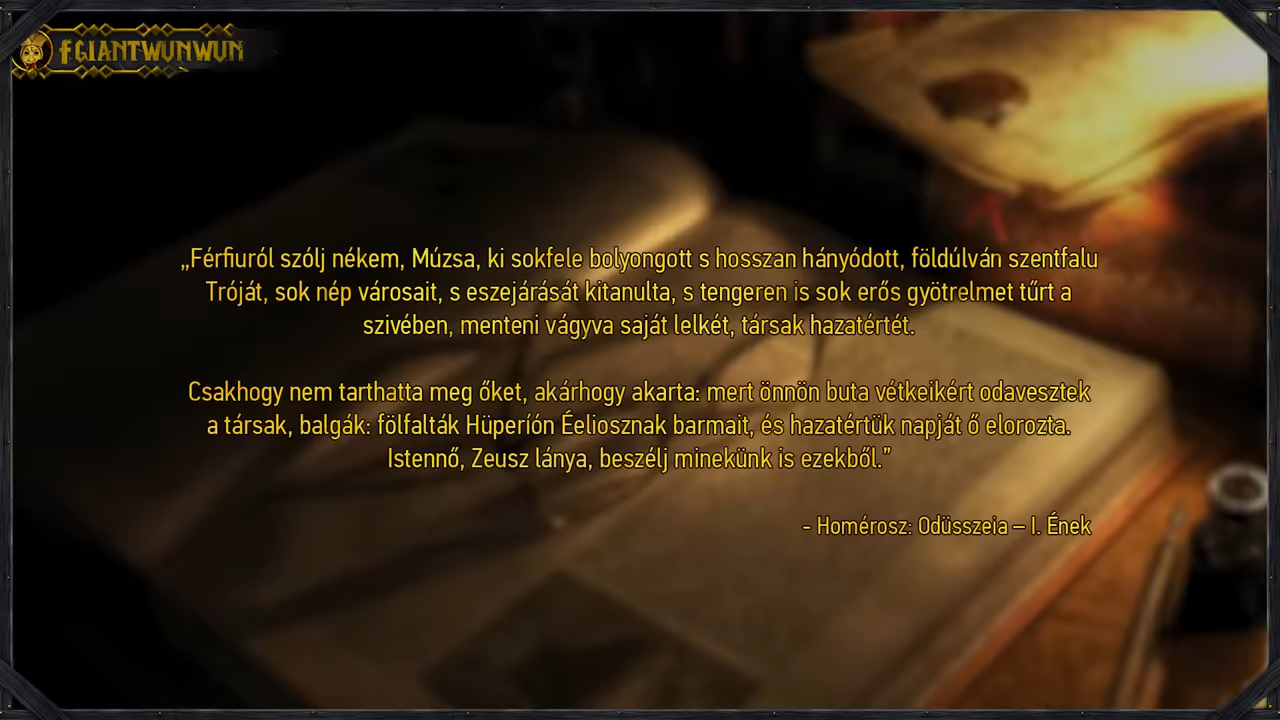 fGIANTWUNWUN
„Férfiuról szólj nékem, Múzsa, ki sokfele bolyongott s hosszan hányódott, földúlván szentfalu
Tróját, sok nép városait, s eszejárását kitanulta, s tengeren is sok erős gyötrelmet tűrt a
szivében, menteni vágyva saját lelkét, társak hazatértét.
Csakhogy nem tarthatta meg őket, akárhogy akarta: mert önnön buta vétkeikért odavesztek
a társak, balgák: fölfalták Hüperíón Éeliosznak barmait, és hazatértük napját ő elorozta.
Istennő, Zeusz lánya, beszélj minekünk is ezekből.”
- Homérosz: Odüsszeia – I. Ének